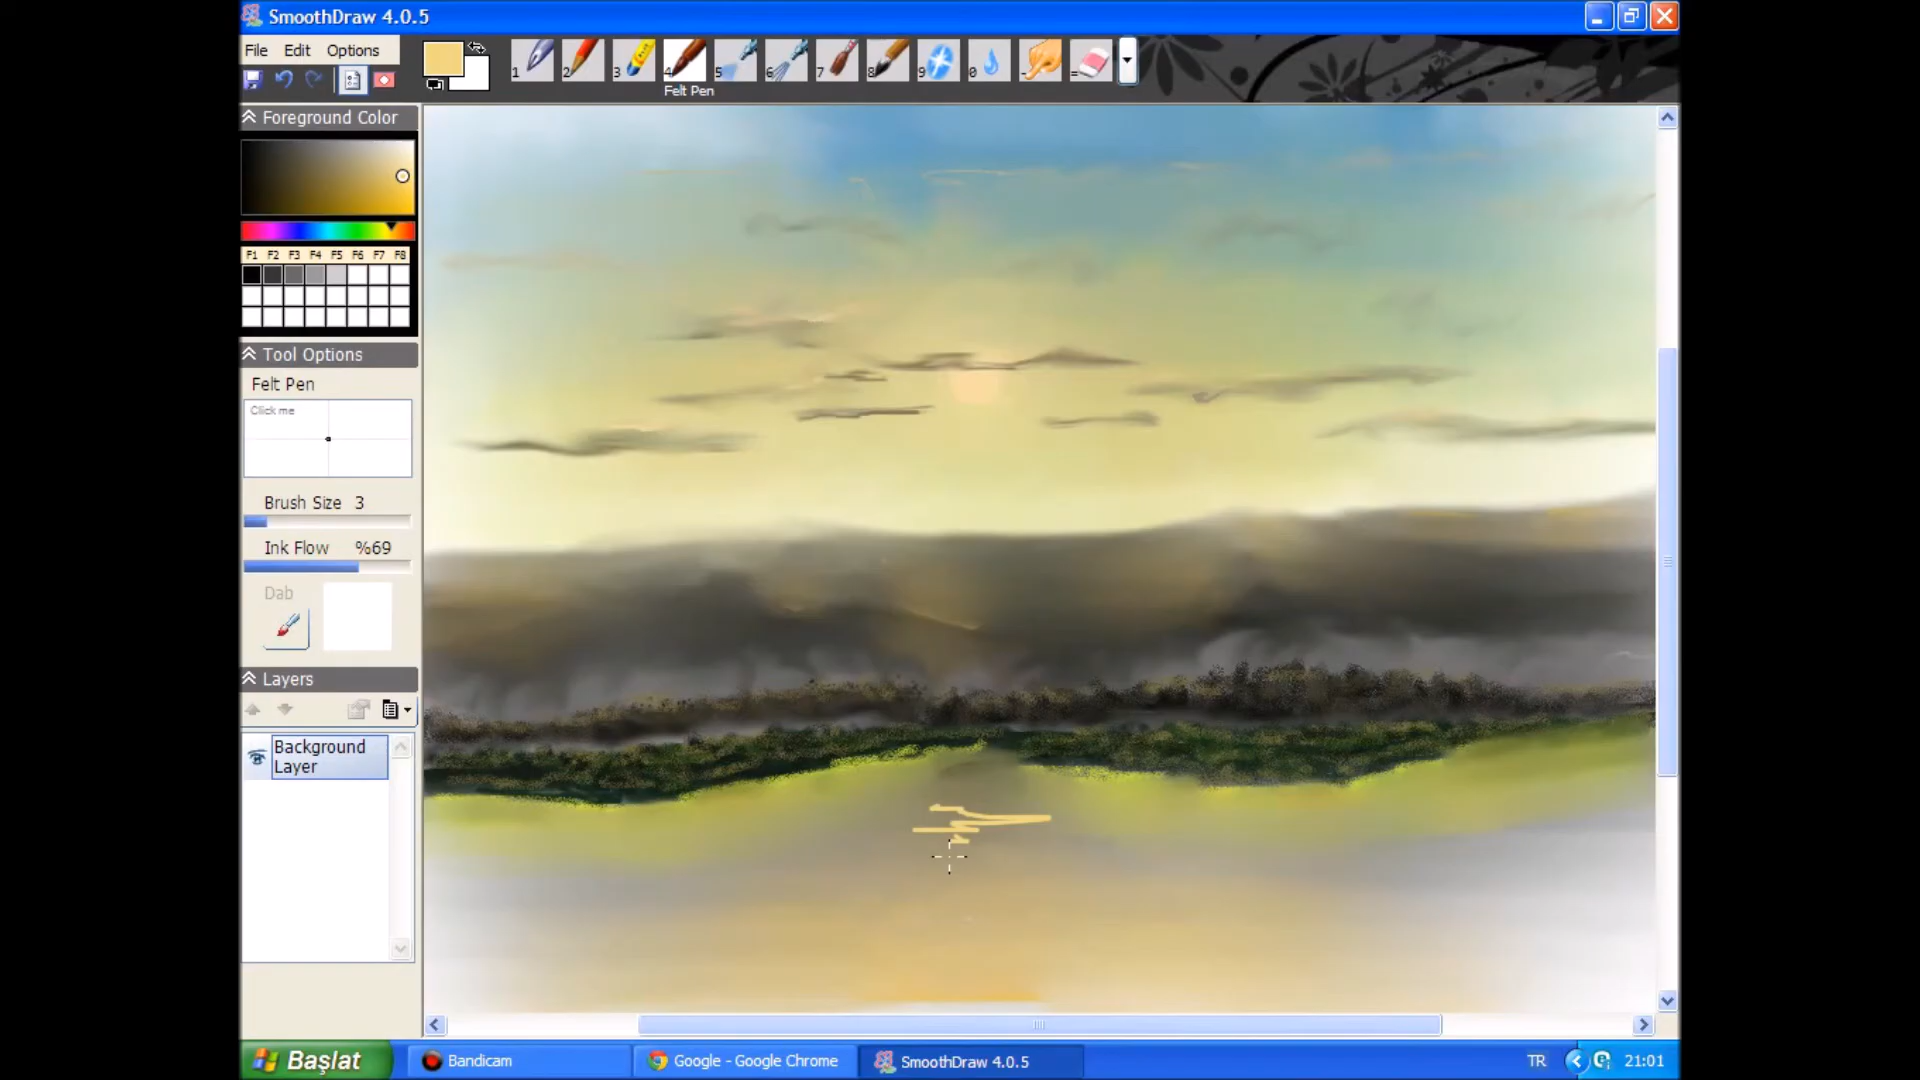 SmoothDraw 4.0.5
File Edit Options
1 2 3 4 5 6 7 8 9 0 - =
Felt Pen
Foreground Color
F1 F2 F3 F4 F5 F6 F7 F8
Tool Options
Felt Pen
Click me
Brush Size 3
Ink Flow %69
Dab
Layers
Background
Layer
Başlat
Bandicam
Google - Google Chrome
SmoothDraw 4.0.5
TR
21:01